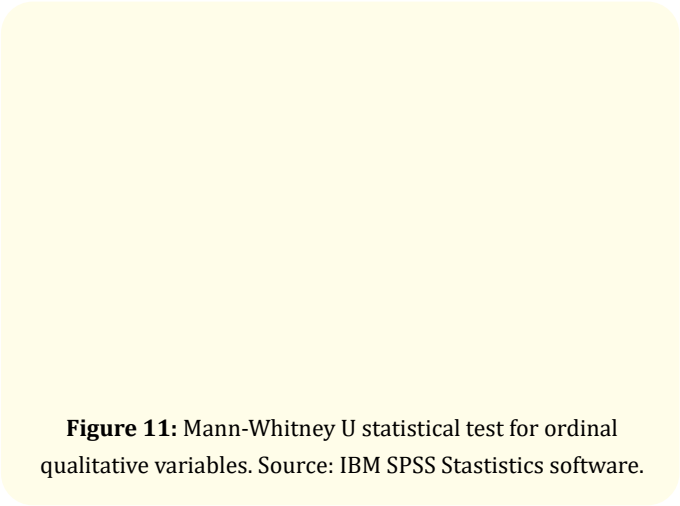 Figure 11: Mann-Whitney U statistical test for ordinal
qualitative variables. Source: IBM SPSS Stastistics software.